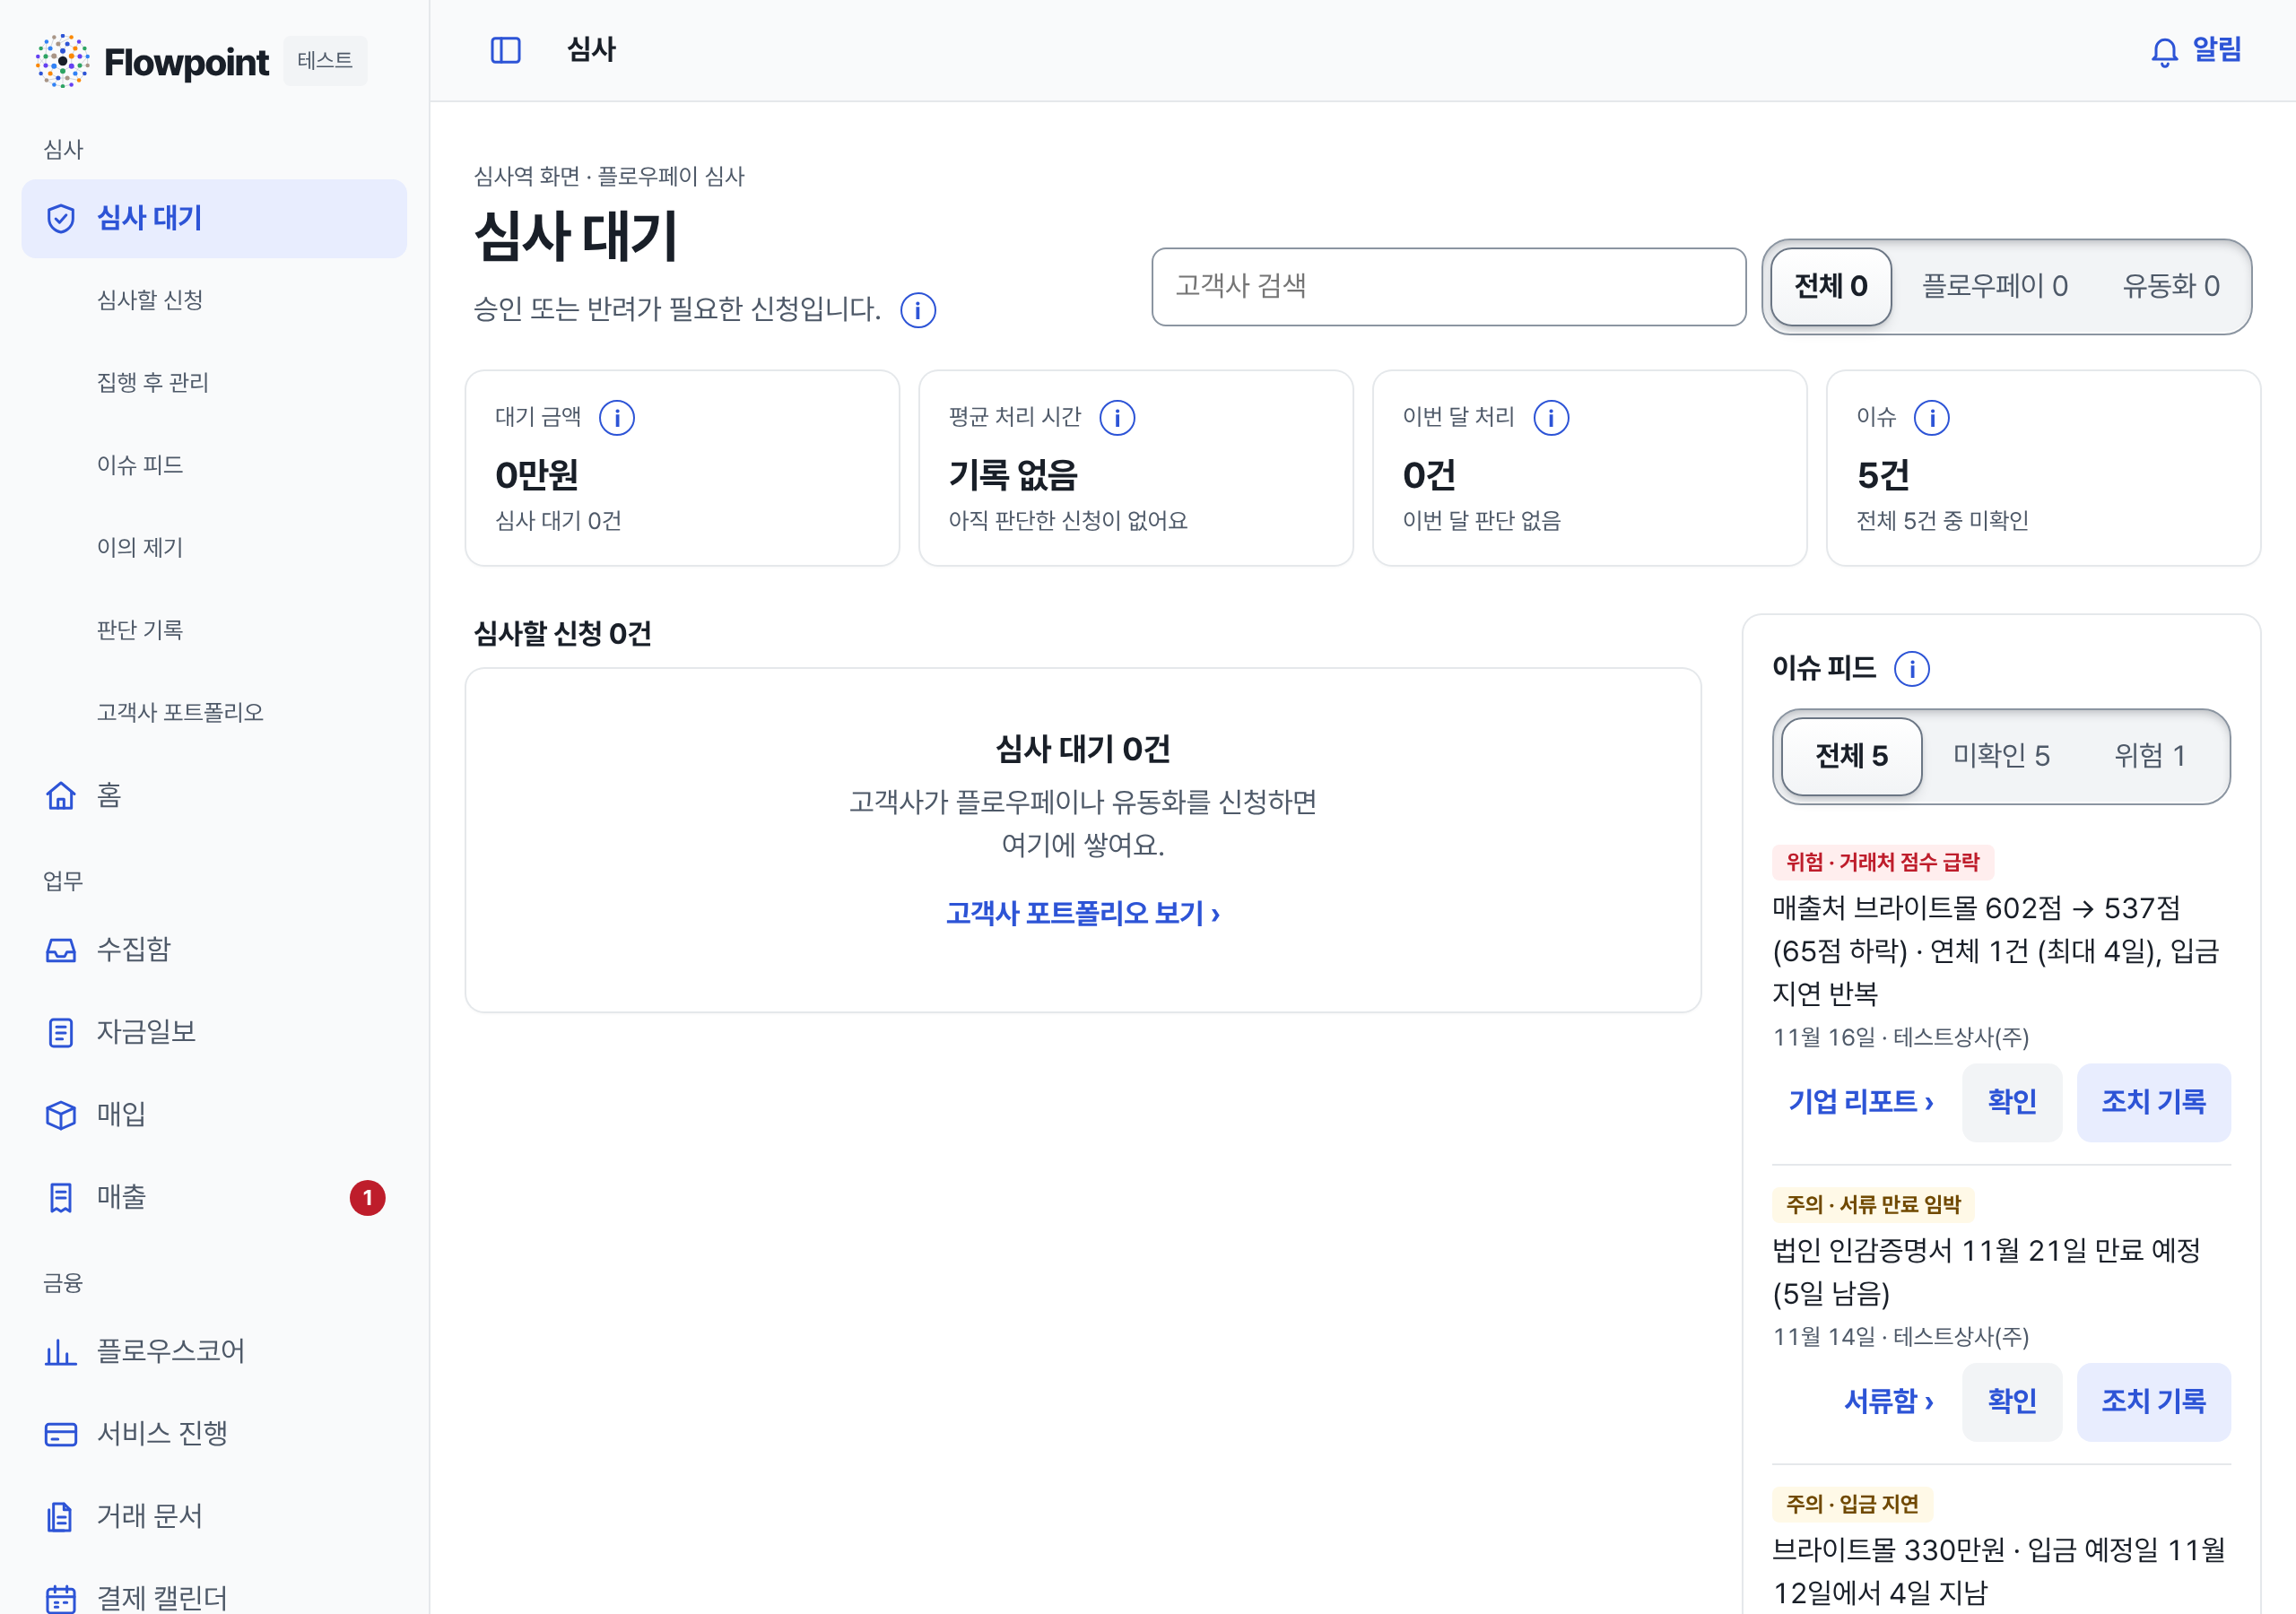 Flowpoint 테스트
심사
심사 대기
심사할 신청
집행 후 관리
이슈 피드
이의 제기
판단 기록
고객사 포트폴리오
홈
업무
수집함
자금일보
매입
매출 1
금융
플로우스코어
서비스 진행
거래 문서
결제 캘린더
심사
알림
심사역 화면 · 플로우페이 심사
심사 대기
승인 또는 반려가 필요한 신청입니다.
고객사 검색
전체 0 플로우페이 0 유동화 0
대기 금액
0만원
심사 대기 0건
평균 처리 시간
기록 없음
아직 판단한 신청이 없어요
이번 달 처리
0건
이번 달 판단 없음
이슈
5건
전체 5건 중 미확인
심사할 신청 0건
심사 대기 0건
고객사가 플로우페이나 유동화를 신청하면
여기에 쌓여요.
고객사 포트폴리오 보기 ›
이슈 피드
전체 5 미확인 5 위험 1
위험 · 거래처 점수 급락
매출처 브라이트몰 602점 → 537점
(65점 하락) · 연체 1건 (최대 4일), 입금
지연 반복
11월 16일 · 테스트상사(주)
기업 리포트 › 확인 조치 기록
주의 · 서류 만료 임박
법인 인감증명서 11월 21일 만료 예정
(5일 남음)
11월 14일 · 테스트상사(주)
서류함 › 확인 조치 기록
주의 · 입금 지연
브라이트몰 330만원 · 입금 예정일 11월
12일에서 4일 지남